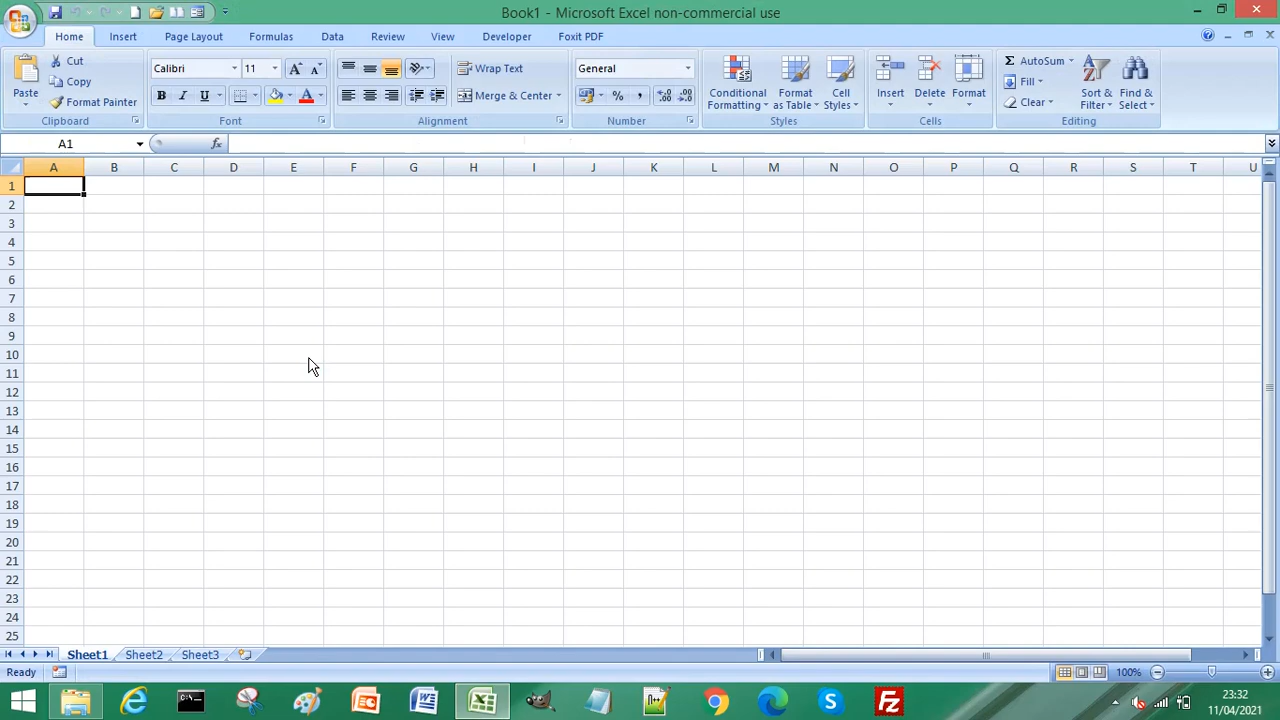 Book1 - Microsoft Excel non-commercial use
Home Insert Page Layout Formulas Data Review View Developer Foxit PDF
Paste
Cut
Copy
Format Painter
Clipboard
Calibri 11
B I U A
Font
Wrap Text
Merge & Center
Alignment
General
% ,
Number
Conditional Formatting
Format as Table
Cell Styles
Styles
Insert Delete Format
Cells
Σ AutoSum
Fill
Clear
Sort & Filter
Find & Select
Editing
A1 fx
A B C D E F G H I J K L M N O P Q R S T U
1
2
3
4
5
6
7
8
9
10
11
12
13
14
15
16
17
18
19
20
21
22
23
24
25
Sheet1 Sheet2 Sheet3
Ready 100%
23:32
11/04/2021